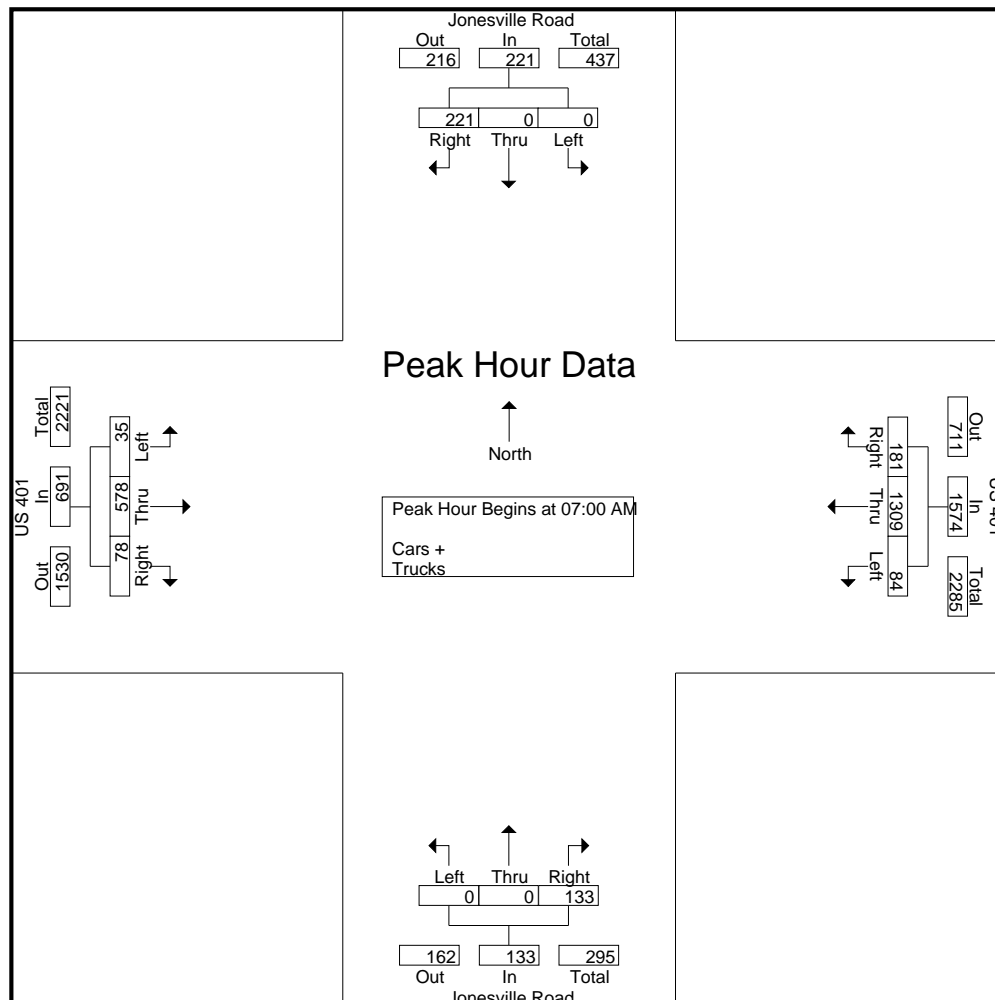 Jonesville Road
Out In Total
216 221 437
221 0 0
Right Thru Left
Peak Hour Data
North
Peak Hour Begins at 07:00 AM
Cars +
Trucks
US 401
Total In Out
2221 691 1530
35 578 78
Left Thru Right
Out In Total
711 1574 2285
181 1309 84
Right Thru Left
Left Thru Right
0 0 133
162 133 295
Out In Total
Jonesville Road